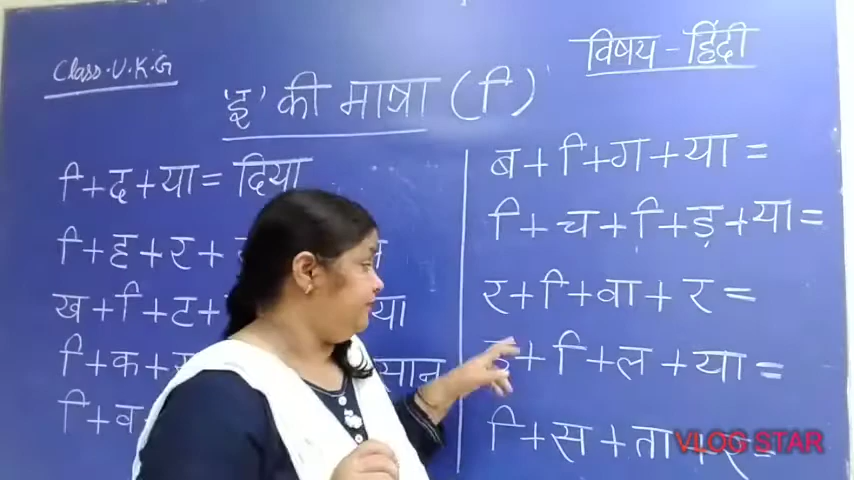 Class.U.K.G
विषय - हिंदी
'इ' की मात्रा (ि)
ि+द+या= दिया
ि+ह+र+
ख+ि+ट+ या
ि+क+ सान
ि+व
ब+ि+ग+या=
ि+च+ि+ड़+या=
र+ि+वा+र=
+ि+ल+या=
ि+स+ता+र=
VLOG STAR